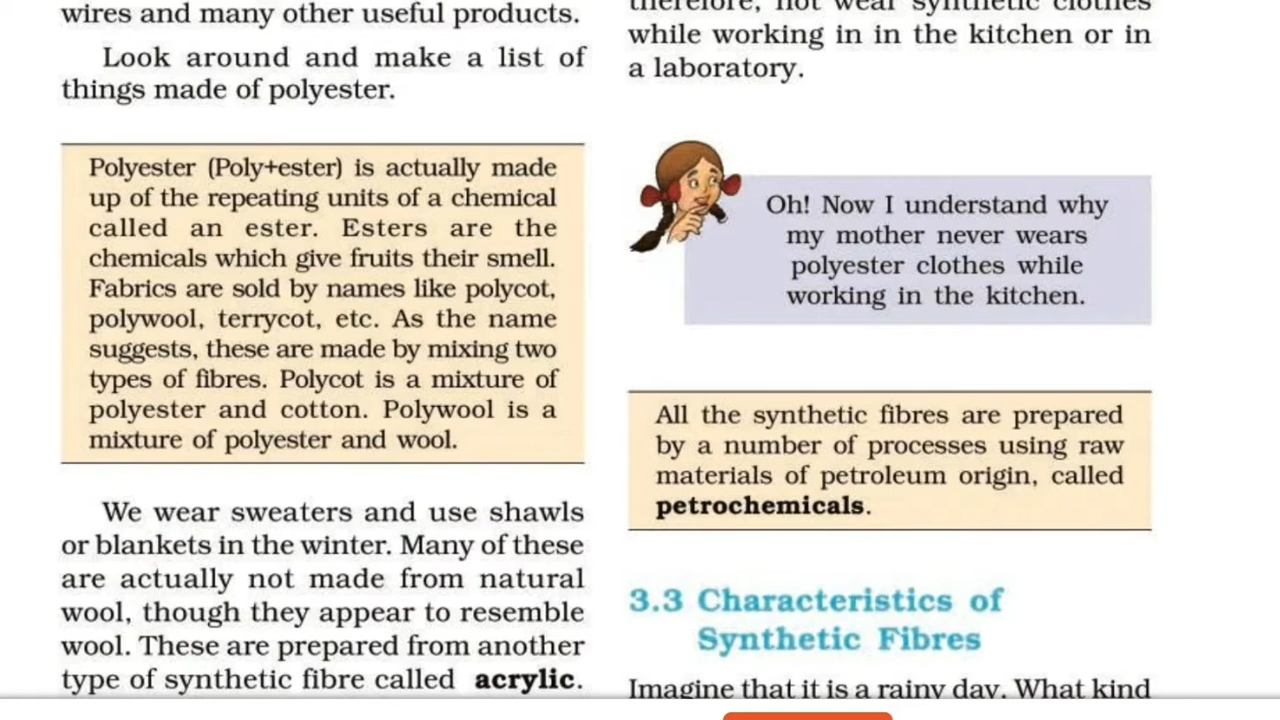 wires and many other useful products.
Look around and make a list of
things made of polyester.
Polyester (Poly+ester) is actually made
up of the repeating units of a chemical
called an ester. Esters are the
chemicals which give fruits their smell.
Fabrics are sold by names like polycot,
polywool, terrycot, etc. As the name
suggests, these are made by mixing two
types of fibres. Polycot is a mixture of
polyester and cotton. Polywool is a
mixture of polyester and wool.
We wear sweaters and use shawls
or blankets in the winter. Many of these
are actually not made from natural
wool, though they appear to resemble
wool. These are prepared from another
type of synthetic fibre called acrylic.
therefore, not wear synthetic clothes
while working in in the kitchen or in
a laboratory.
Oh! Now I understand why
my mother never wears
polyester clothes while
working in the kitchen.
All the synthetic fibres are prepared
by a number of processes using raw
materials of petroleum origin, called
petrochemicals.
3.3 Characteristics of
Synthetic Fibres
Imagine that it is a rainy day. What kind